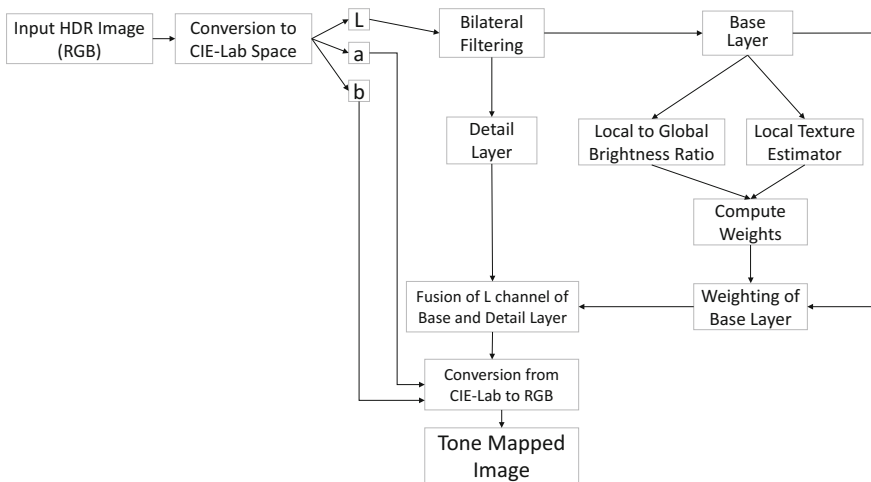 Input HDR Image
(RGB)
Conversion to
CIE-Lab Space
L
a
b
Bilateral
Filtering
Base
Layer
Detail
Layer
Local to Global
Brightness Ratio
Local Texture
Estimator
Compute
Weights
Fusion of L channel of
Base and Detail Layer
Weighting of
Base Layer
Conversion from
CIE-Lab to RGB
Tone Mapped
Image